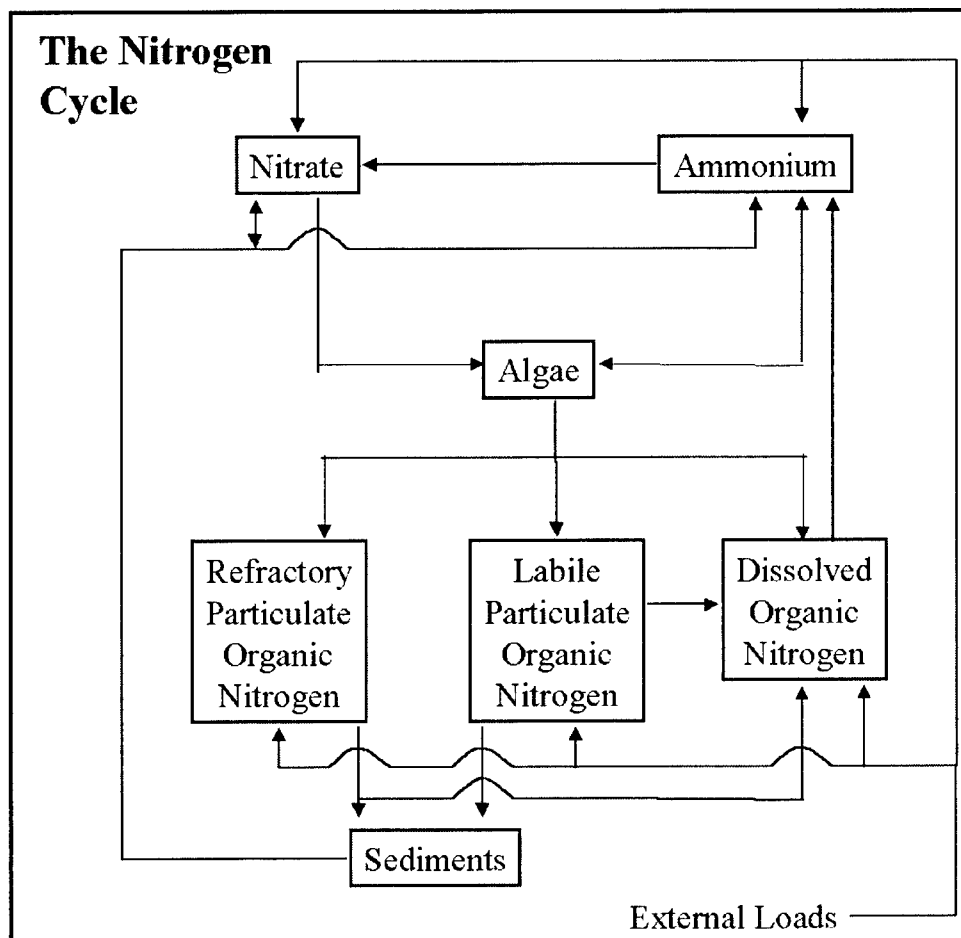 The Nitrogen
Cycle
Nitrate
Ammonium
Algae
Refractory
Particulate
Organic
Nitrogen
Labile
Particulate
Organic
Nitrogen
Dissolved
Organic
Nitrogen
Sediments
External Loads